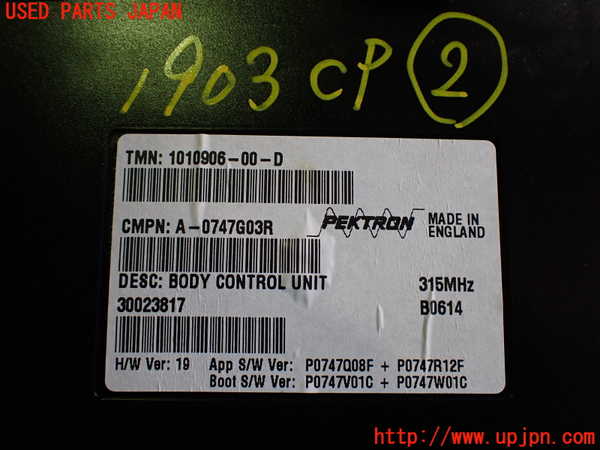 USED PARTS JAPAN
1903 CP 2
TMN: 1010906-00-D
CMPN: A-0747G03R
PEKTRON
MADE IN
ENGLAND
DESC: BODY CONTROL UNIT
315MHz
30023817
B0614
H/W Ver: 19 App S/W Ver: P0747Q08F + P0747R12F
Boot S/W Ver: P0747V01C + P0747W01C
http://www.upjpn.com/